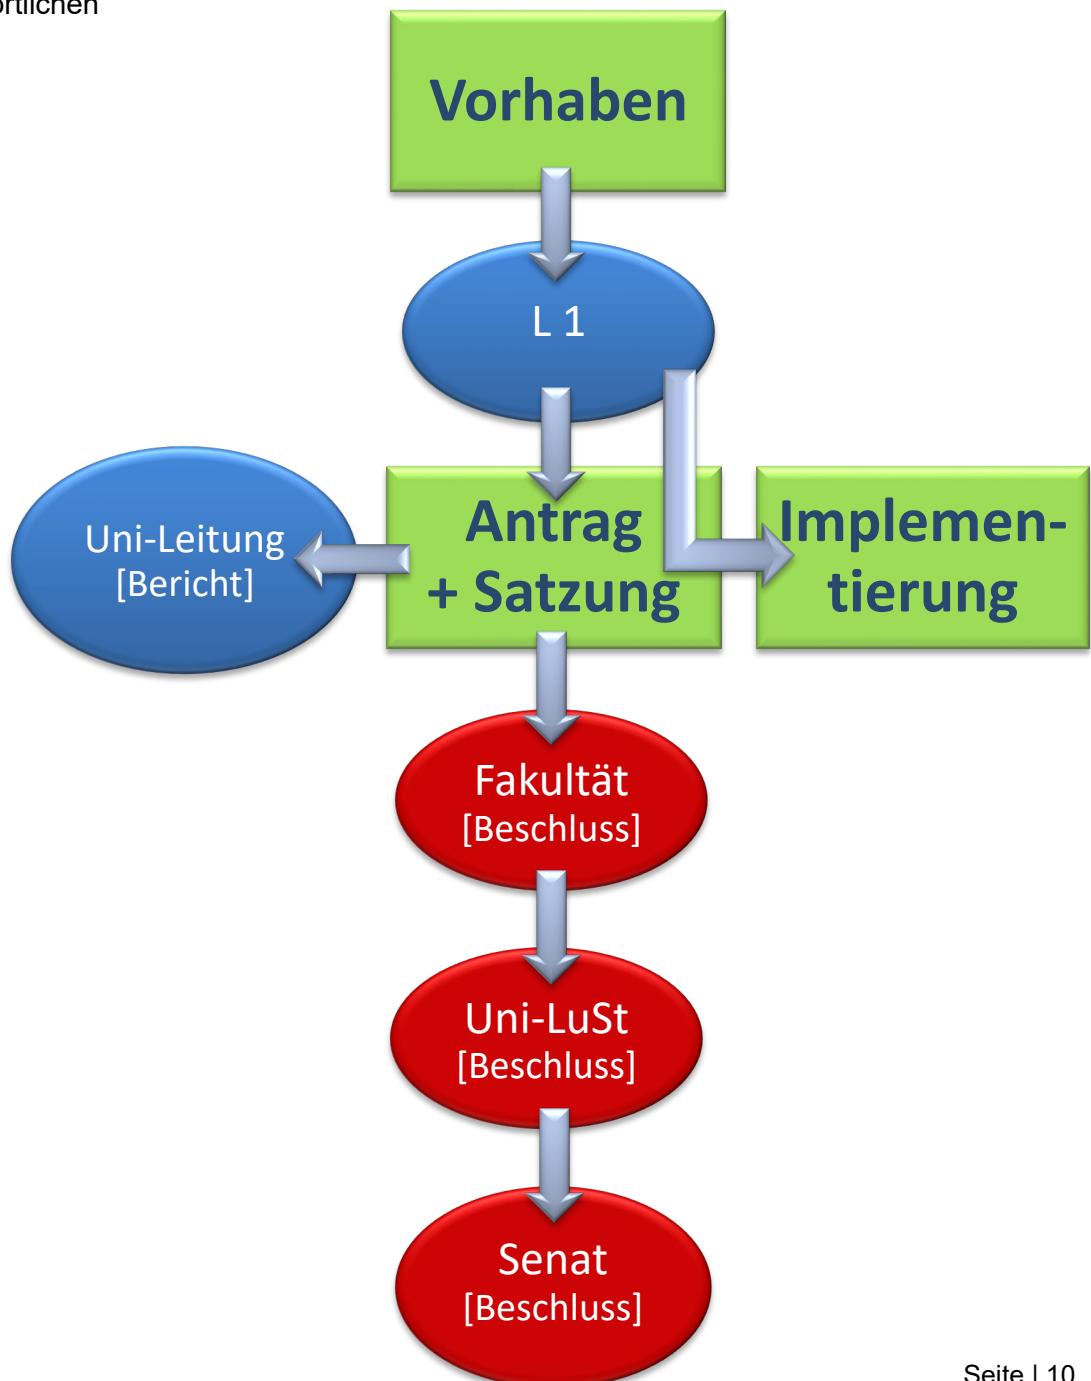 Vorhaben
L 1
Uni-Leitung
[Bericht]
Antrag
+ Satzung
Implemen-
tierung
Fakultät
[Beschluss]
Uni-LuSt
[Beschluss]
Senat
[Beschluss]
Seite | 10